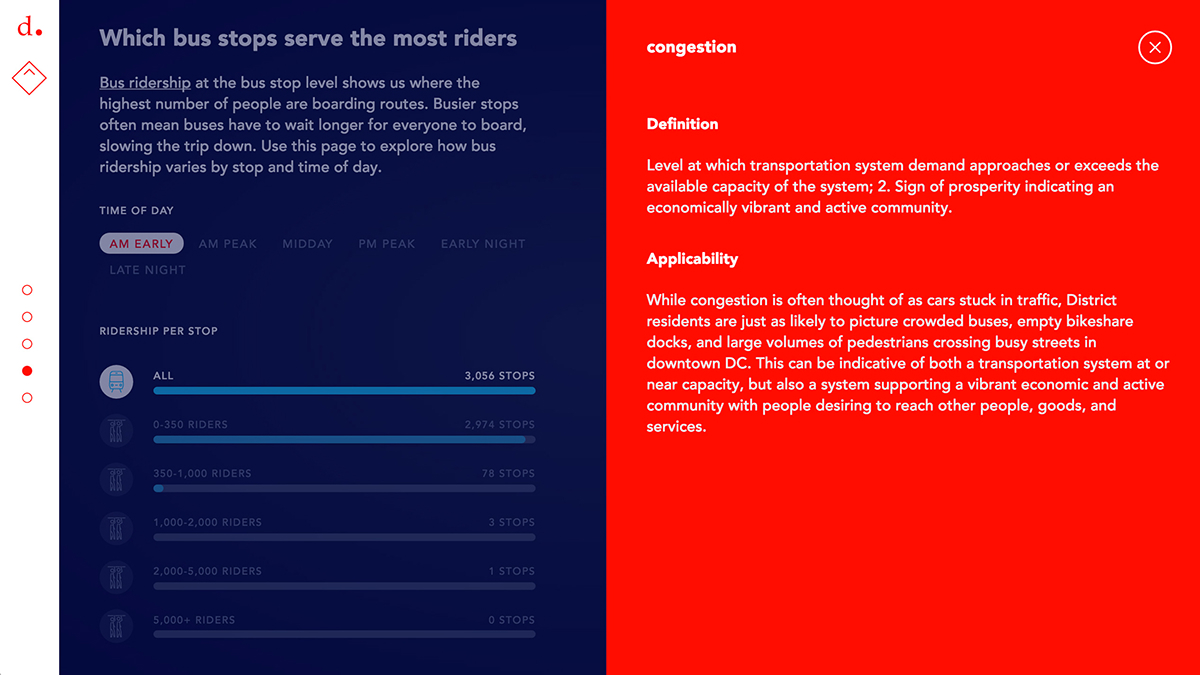 d.
Which bus stops serve the most riders
Bus ridership at the bus stop level shows us where the
highest number of people are boarding routes. Busier stops
often mean buses have to wait longer for everyone to board,
slowing the trip down. Use this page to explore how bus
ridership varies by stop and time of day.
TIME OF DAY
AM EARLY AM PEAK MIDDAY PM PEAK EARLY NIGHT
LATE NIGHT
RIDERSHIP PER STOP
ALL 3,056 STOPS
0-350 RIDERS 2,974 STOPS
350-1,000 RIDERS 78 STOPS
1,000-2,000 RIDERS 3 STOPS
2,000-5,000 RIDERS 1 STOPS
5,000+ RIDERS 0 STOPS
congestion
Definition
Level at which transportation system demand approaches or exceeds the
available capacity of the system; 2. Sign of prosperity indicating an
economically vibrant and active community.
Applicability
While congestion is often thought of as cars stuck in traffic, District
residents are just as likely to picture crowded buses, empty bikeshare
docks, and large volumes of pedestrians crossing busy streets in
downtown DC. This can be indicative of both a transportation system at or
near capacity, but also a system supporting a vibrant economic and active
community with people desiring to reach other people, goods, and
services.